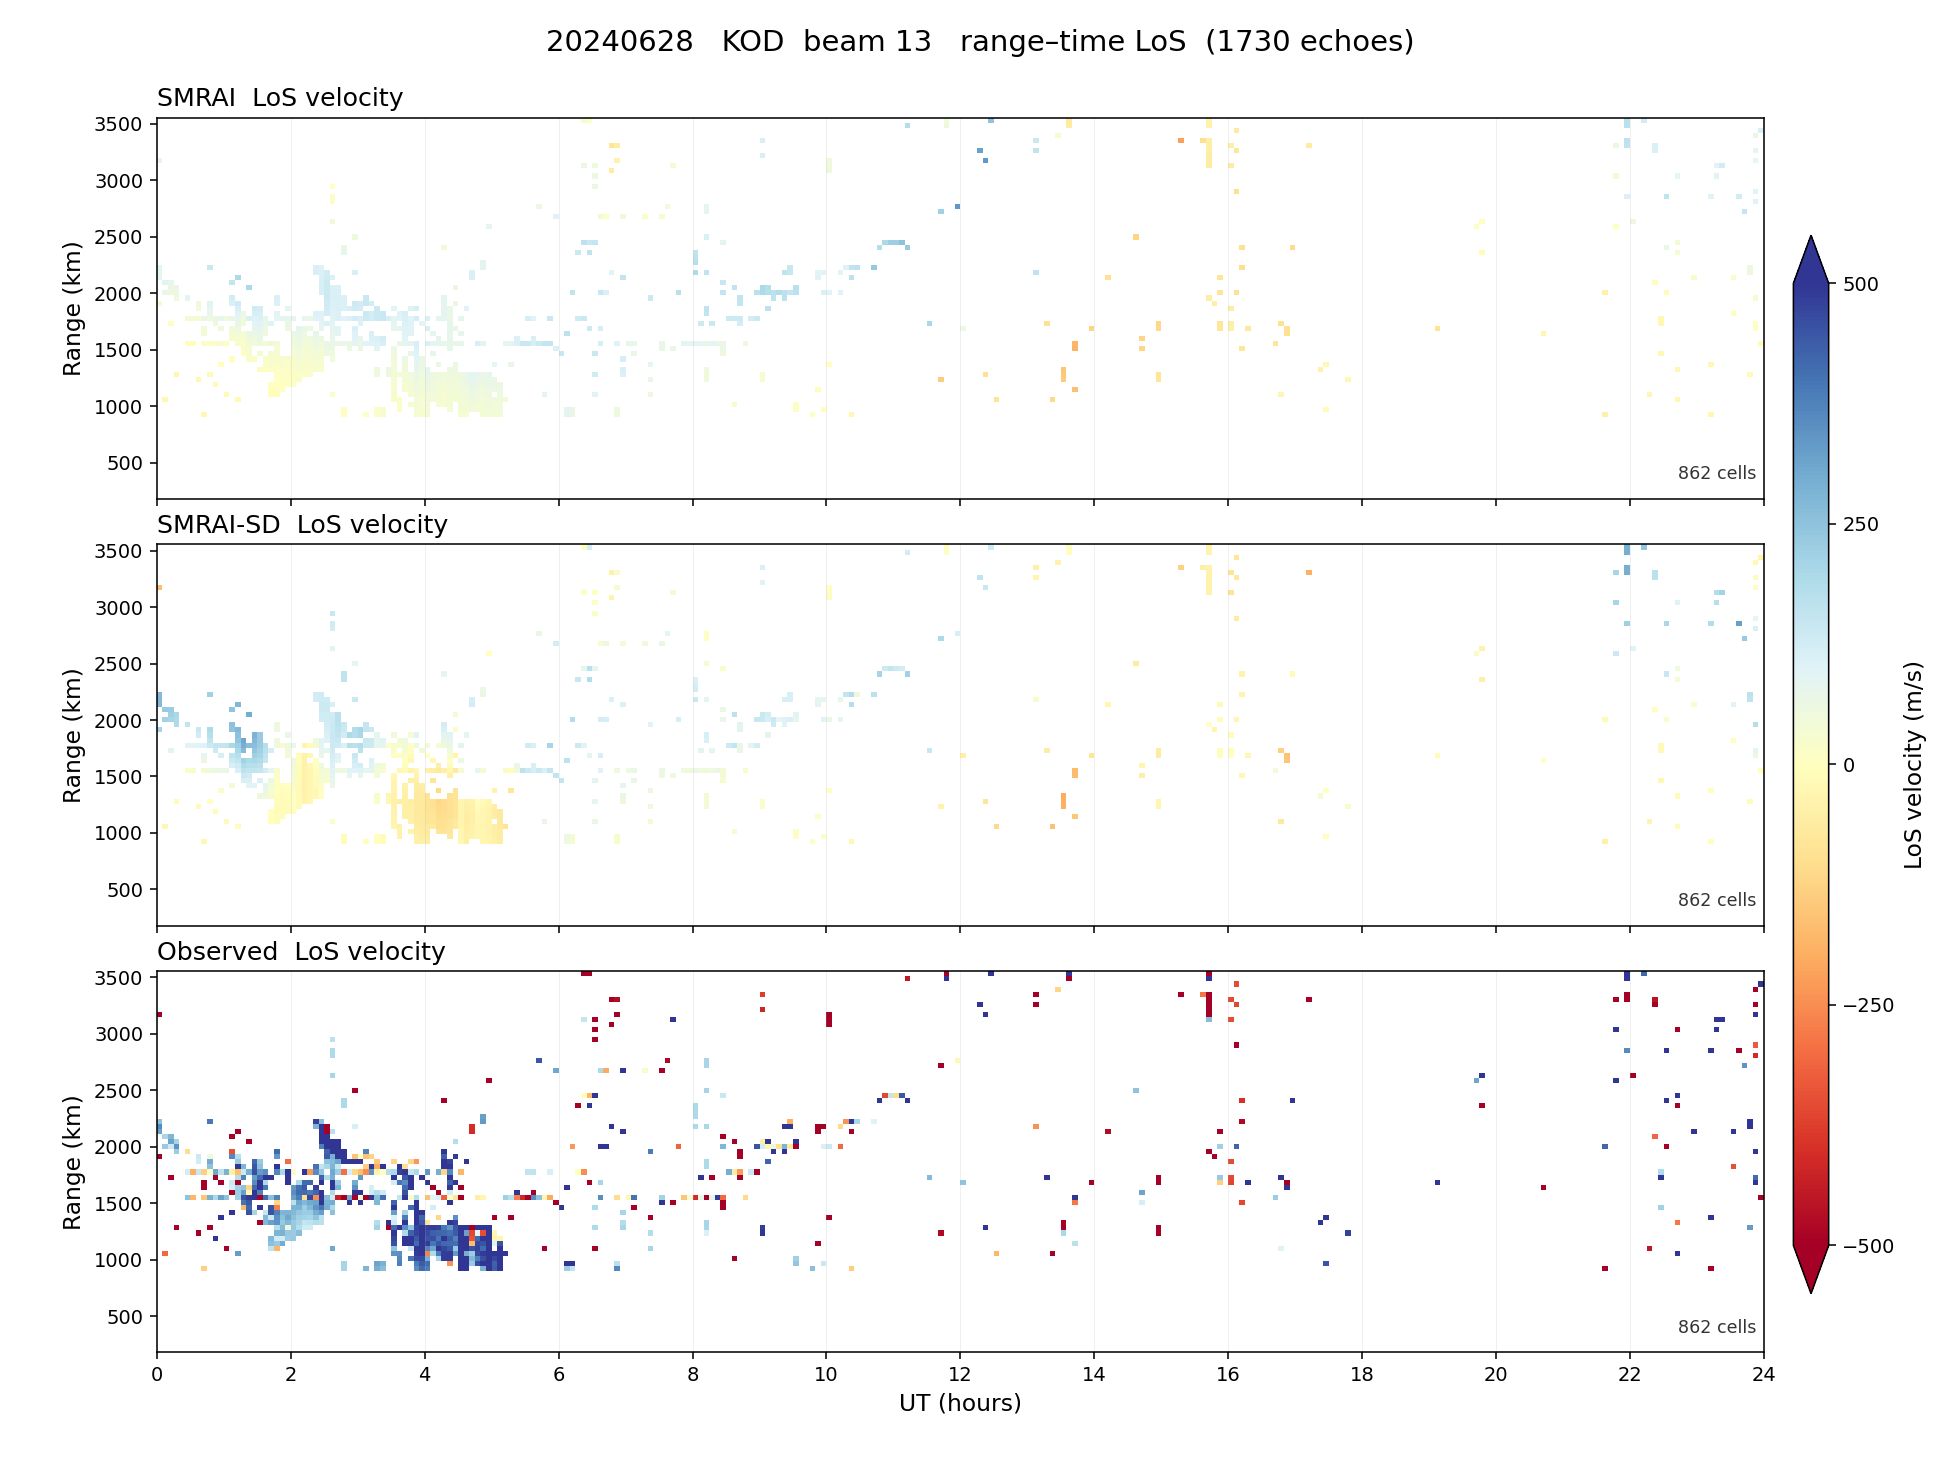 20240628 KOD beam 13 range–time LoS (1730 echoes)
SMRAI LoS velocity
3500
3000
2500
2000
1500
1000
500
Range (km)
862 cells
SMRAI-SD LoS velocity
3500
3000
2500
2000
1500
1000
500
Range (km)
862 cells
Observed LoS velocity
3500
3000
2500
2000
1500
1000
500
Range (km)
862 cells
0 2 4 6 8 10 12 14 16 18 20 22 24
UT (hours)
500
250
0
−250
−500
LoS velocity (m/s)